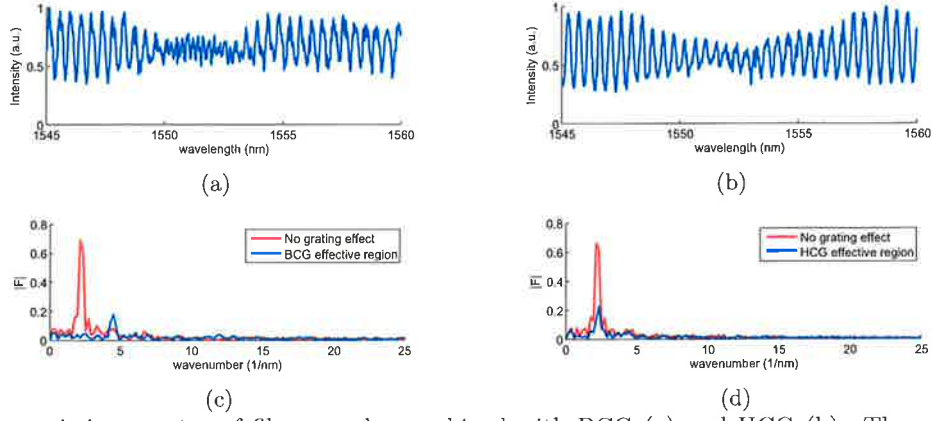 1
0.5
0
1545
1550
1555
1560
Intensity (a.u.)
wavelength (nm)
(a)
1
0.5
0
1545
1550
1555
1560
Intensity (a.u.)
wavelength (nm)
(b)
0.8
0.6
0.4
0.2
0
0
5
10
15
20
25
|F|
wavenumber (1/nm)
No grating effect
BCG effective region
(c)
0.8
0.6
0.4
0.2
0
0
5
10
15
20
25
|F|
wavenumber (1/nm)
No grating effect
HCG effective region
(d)